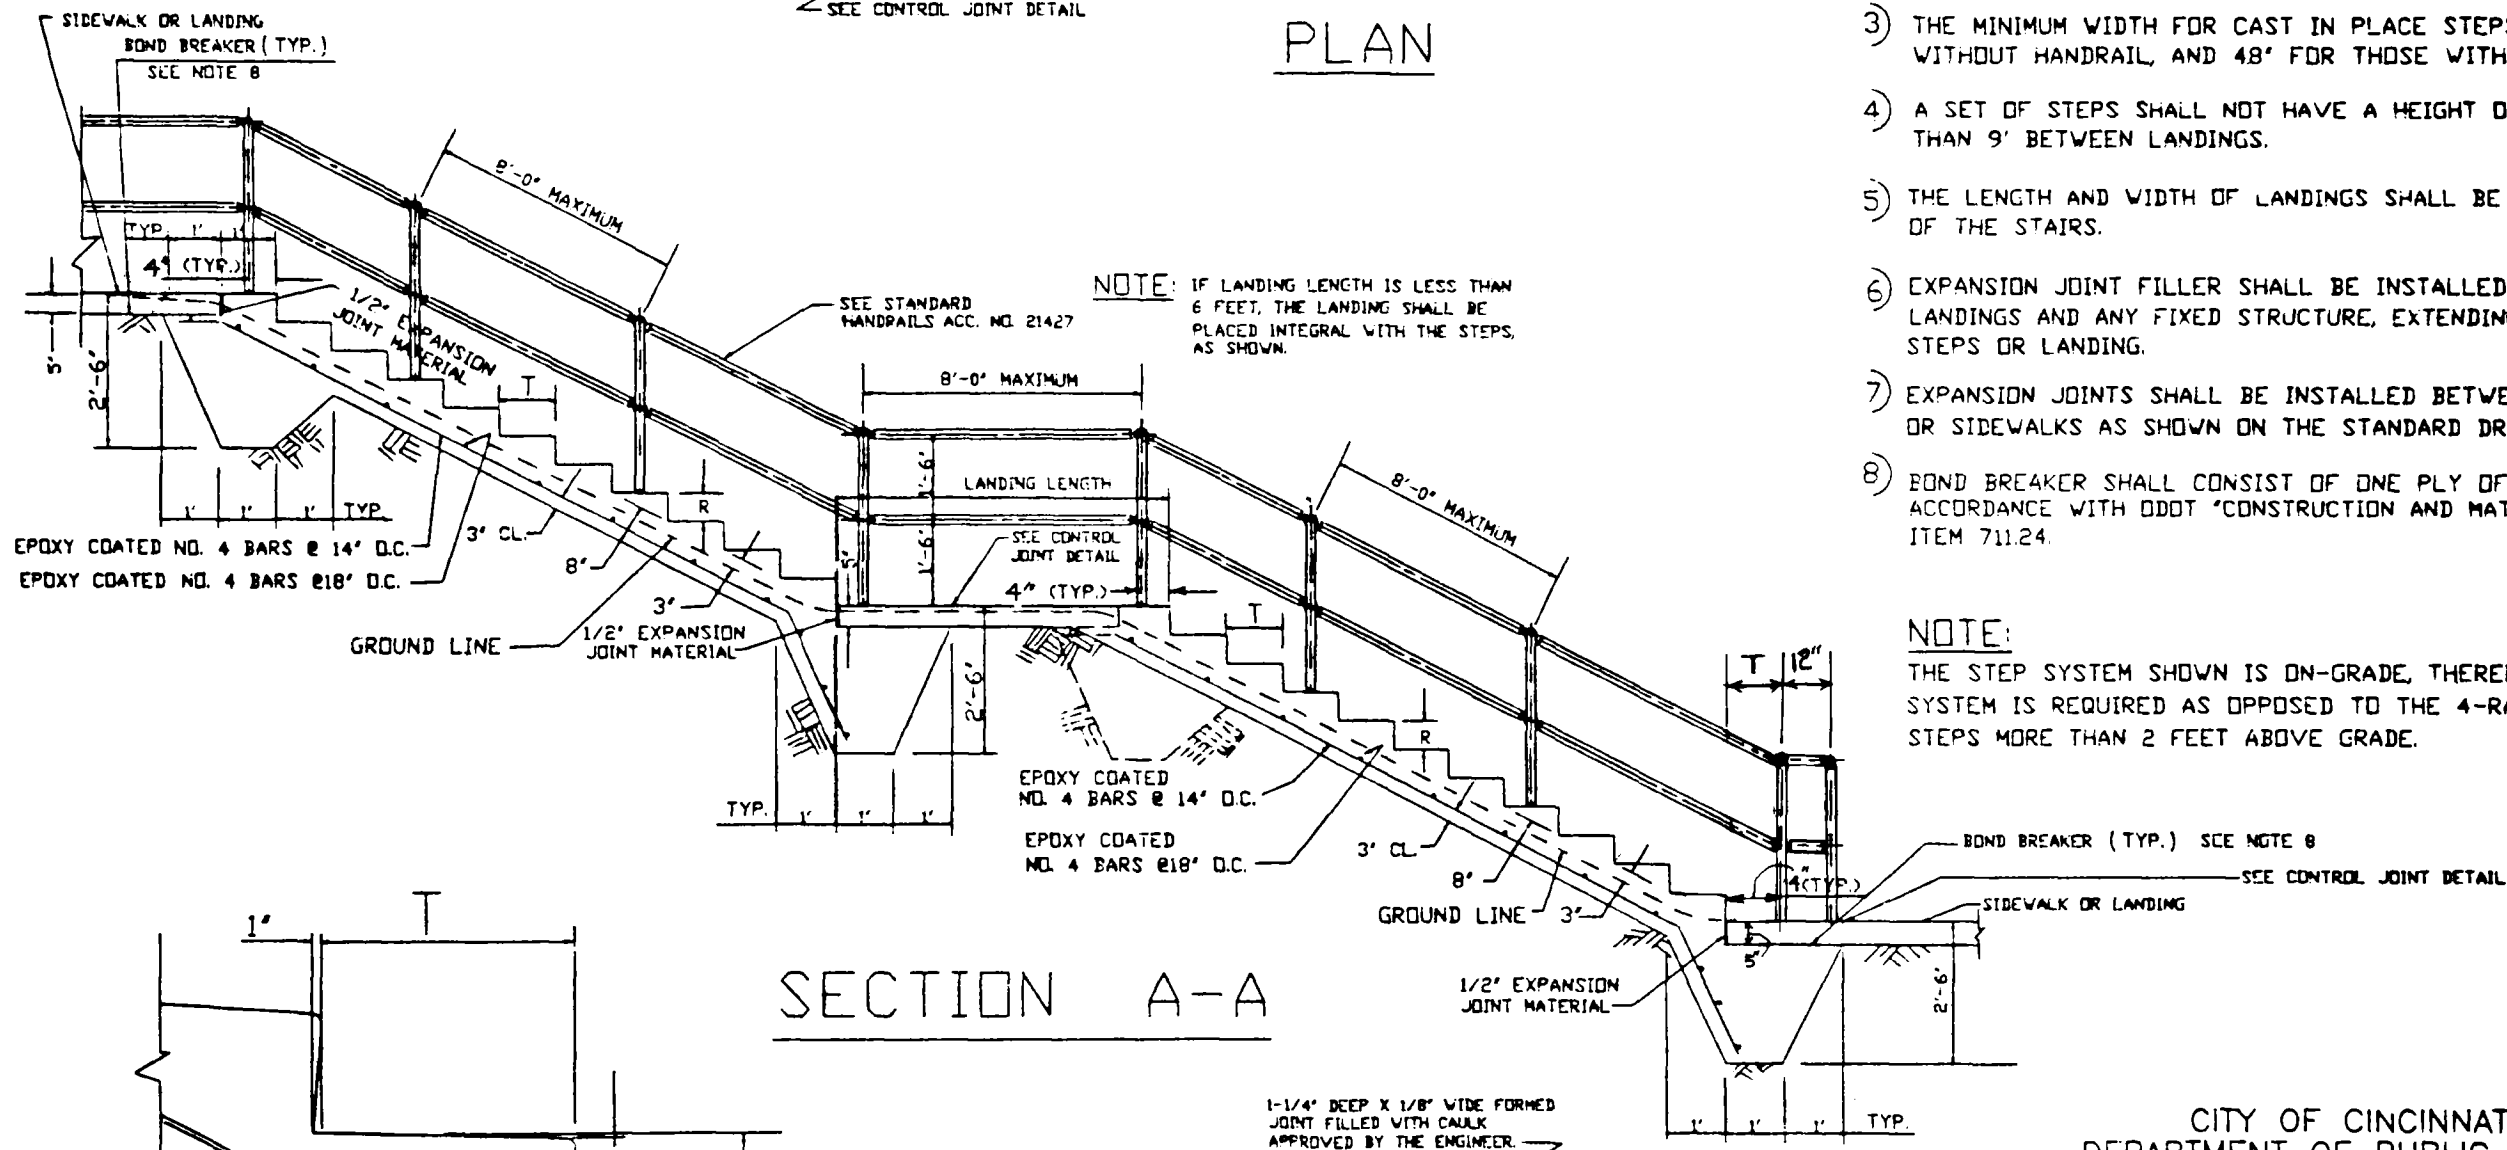 SIDEWALK OR LANDING
BOND BREAKER (TYP.)
SEE NOTE 8
SEE CONTROL JOINT DETAIL
PLAN
3) THE MINIMUM WIDTH FOR CAST IN PLACE STEPS
WITHOUT HANDRAIL, AND 48" FOR THOSE WITH
4) A SET OF STEPS SHALL NOT HAVE A HEIGHT O
THAN 9' BETWEEN LANDINGS.
5) THE LENGTH AND WIDTH OF LANDINGS SHALL BE
OF THE STAIRS.
6) EXPANSION JOINT FILLER SHALL BE INSTALLED
LANDINGS AND ANY FIXED STRUCTURE, EXTENDIN
STEPS OR LANDING.
7) EXPANSION JOINTS SHALL BE INSTALLED BETWE
OR SIDEWALKS AS SHOWN ON THE STANDARD DR
8) BOND BREAKER SHALL CONSIST OF ONE PLY OF
ACCORDANCE WITH ODOT "CONSTRUCTION AND MAT
ITEM 711.24.
NOTE:
THE STEP SYSTEM SHOWN IS ON-GRADE, THERE
SYSTEM IS REQUIRED AS OPPOSED TO THE 4-RA
STEPS MORE THAN 2 FEET ABOVE GRADE.
8'-0" MAXIMUM
TYP. 1' 1'
4" (TYP.)
1/2" EXPANSION
JOINT MATERIAL
5"
2'-6"
T
SEE STANDARD
HANDRAILS ACC. NO. 21427
NOTE: IF LANDING LENGTH IS LESS THAN
6 FEET, THE LANDING SHALL BE
PLACED INTEGRAL WITH THE STEPS,
AS SHOWN.
8'-0" MAXIMUM
1'-6"
LANDING LENGTH
1'-6"
5"
SEE CONTROL
JOINT DETAIL
4" (TYP.)
8'-0" MAXIMUM
R
1' 1' 1' TYP.
3" CL.
EPOXY COATED NO. 4 BARS @ 14" O.C.
EPOXY COATED NO. 4 BARS @18" O.C.
8"
3"
GROUND LINE
1/2" EXPANSION
JOINT MATERIAL
2'-6"
T
R
T 12"
TYP. 1' 1' 1'
EPOXY COATED
NO. 4 BARS @ 14" O.C.
EPOXY COATED
NO. 4 BARS @18" O.C.
3" CL.
8"
GROUND LINE
3"
BOND BREAKER (TYP.) SEE NOTE 8
4"(TYP.)
SEE CONTROL JOINT DETAIL
SIDEWALK OR LANDING
5"
1/2" EXPANSION
JOINT MATERIAL
2'-6"
1' 1' 1' TYP.
1"
T
SECTION A-A
1-1/4" DEEP X 1/8" WIDE FORMED
JOINT FILLED WITH CAULK
APPROVED BY THE ENGINEER.
CITY OF CINCINNAT
DEPARTMENT OF PUBLIC